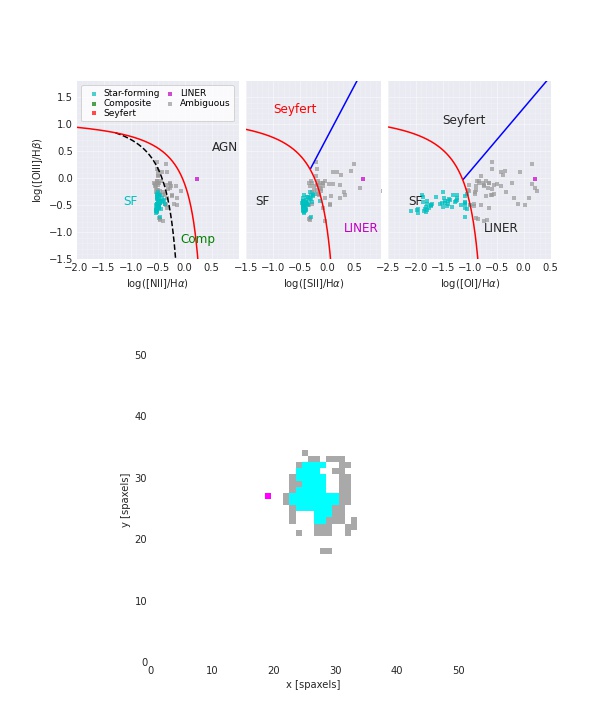 Star-forming LINER
Composite Ambiguous
Seyfert
1.5
1.0
0.5
0.0
−0.5
−1.0
−1.5
log([OIII]/Hβ)
AGN
SF
Comp
−2.0 −1.5 −1.0 −0.5 0.0 0.5
log([NII]/Hα)
Seyfert
SF
LINER
−1.5 −1.0 −0.5 0.0 0.5
log([SII]/Hα)
Seyfert
SF
LINER
−2.5 −2.0 −1.5 −1.0 −0.5 0.0 0.5
log([OI]/Hα)
50
40
30
20
10
0
y [spaxels]
0 10 20 30 40 50
x [spaxels]